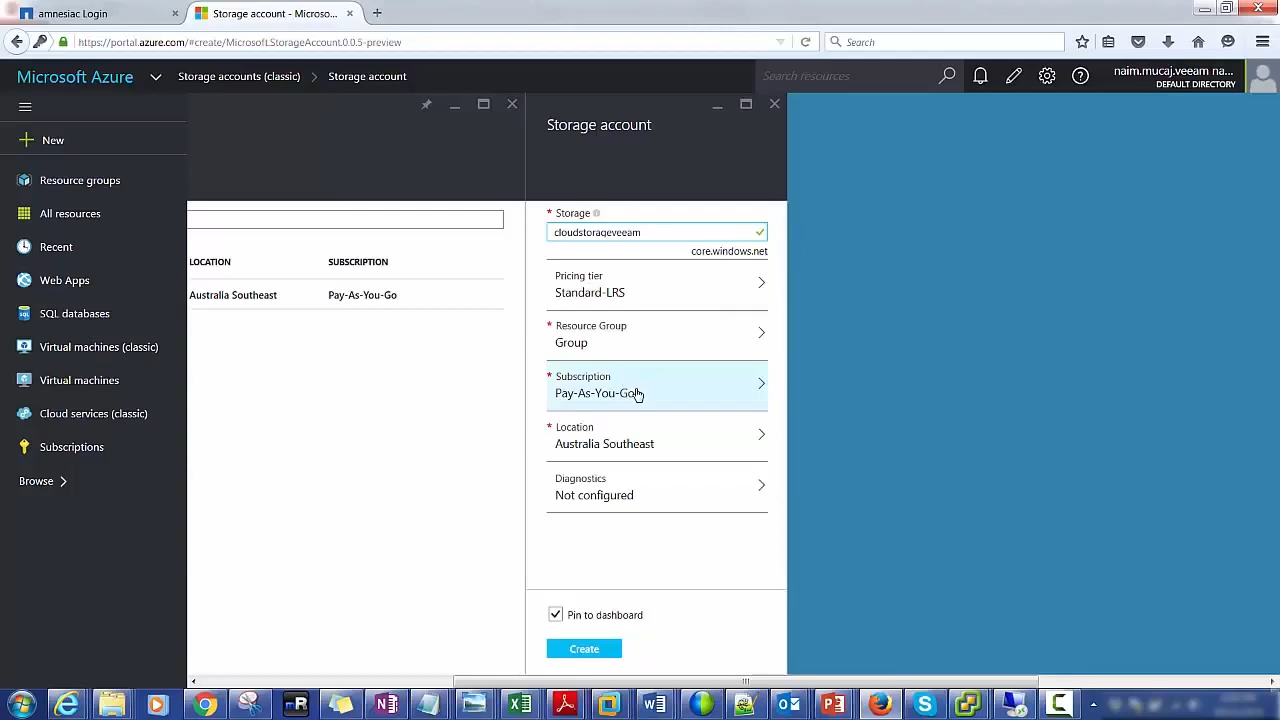 amnesiac Login
Storage account - Microso...
https://portal.azure.com/#create/Microsoft.StorageAccount.0.0.5-preview
Search
Microsoft Azure
Storage accounts (classic)
Storage account
Search resources
naim.mucaj.veeam na...
DEFAULT DIRECTORY
New
Resource groups
All resources
Recent
Web Apps
SQL databases
Virtual machines (classic)
Virtual machines
Cloud services (classic)
Subscriptions
Browse
LOCATION
SUBSCRIPTION
Australia Southeast
Pay-As-You-Go
Storage account
* Storage
cloudstorageveeam
core.windows.net
Pricing tier
Standard-LRS
* Resource Group
Group
* Subscription
Pay-As-You-Go
* Location
Australia Southeast
Diagnostics
Not configured
Pin to dashboard
Create